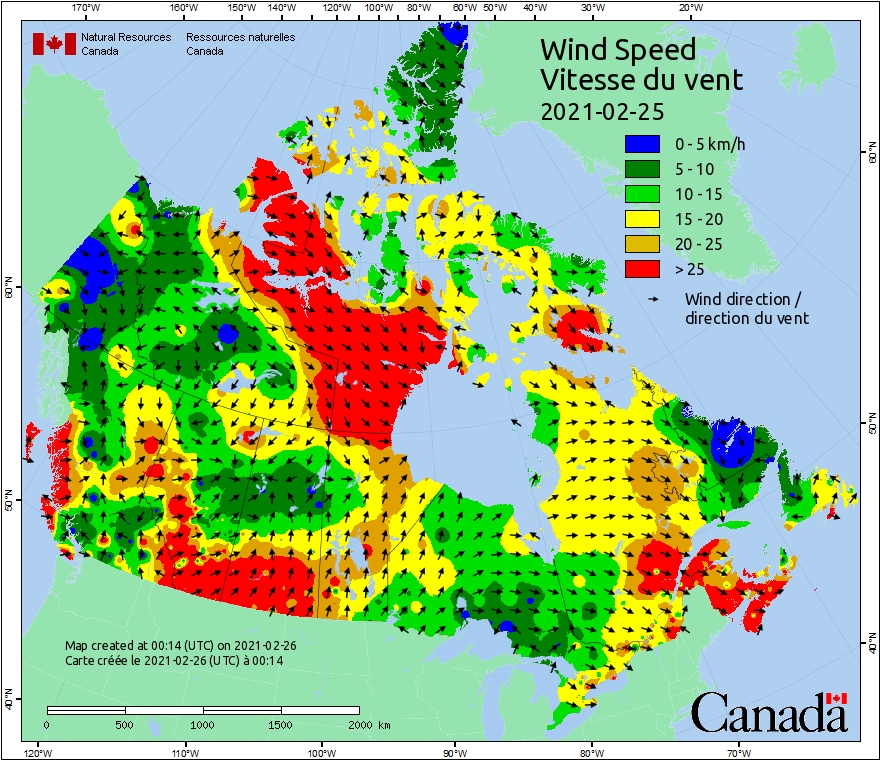 170°W 160°W 150°W 140°W 120°W 100°W 80°W 60°W 50°W 40°W 30°W 20°W
Natural Resources Ressources naturelles
Canada Canada
Wind Speed
Vitesse du vent
2021-02-25
0 - 5 km/h
5 - 10
10 - 15
15 - 20
20 - 25
> 25
Wind direction /
direction du vent
60°N
50°N
40°N
60°N
50°N
40°N
Map created at 00:14 (UTC) on 2021-02-26
Carte créée le 2021-02-26 (UTC) à 00:14
0 500 1000 1500 2000 km
Canada
120°W 110°W 100°W 90°W 80°W 70°W